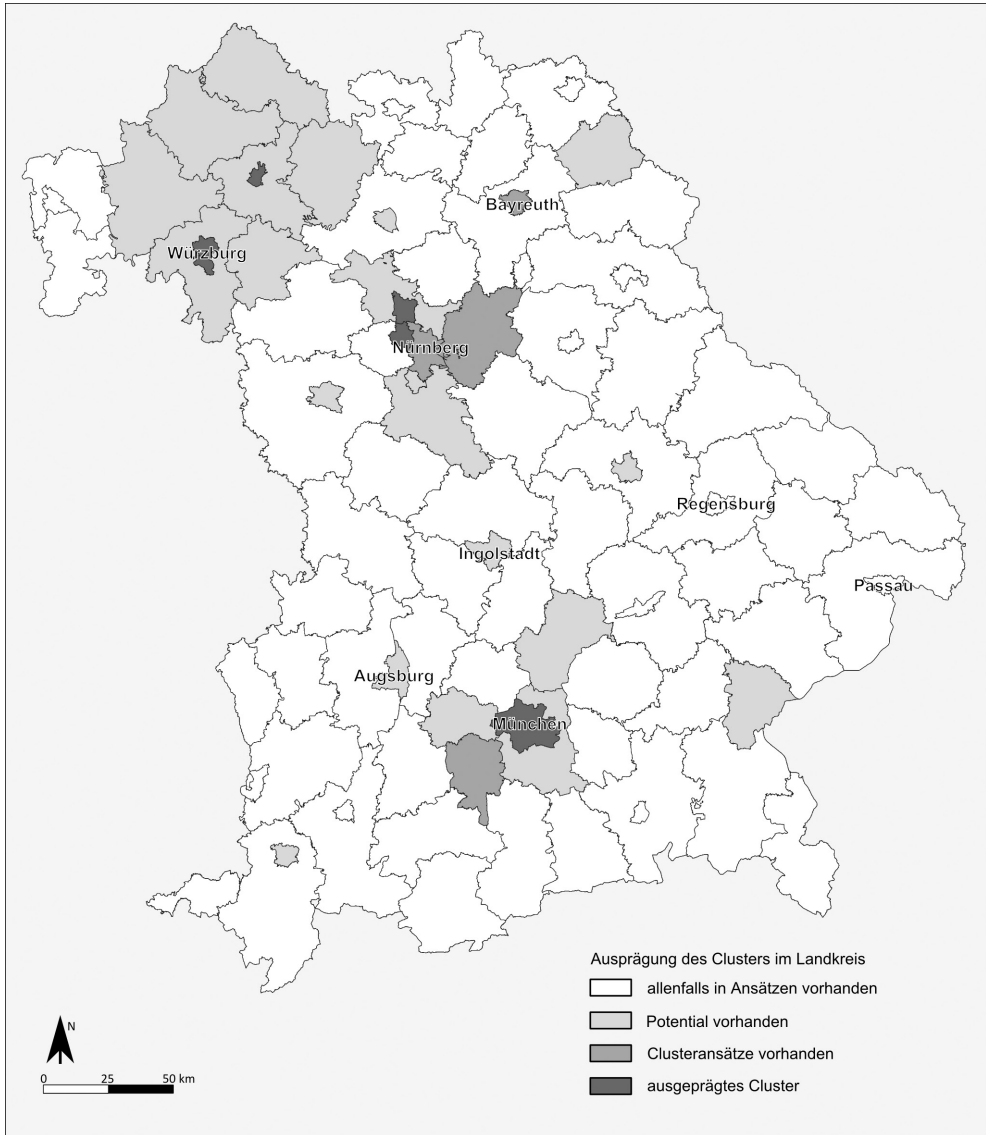 Bayreuth
Würzburg
Nürnberg
Regensburg
Ingolstadt
Passau
Augsburg
München
Ausprägung des Clusters im Landkreis
allenfalls in Ansätzen vorhanden
Potential vorhanden
Clusteransätze vorhanden
ausgeprägtes Cluster
N
0 25 50 km